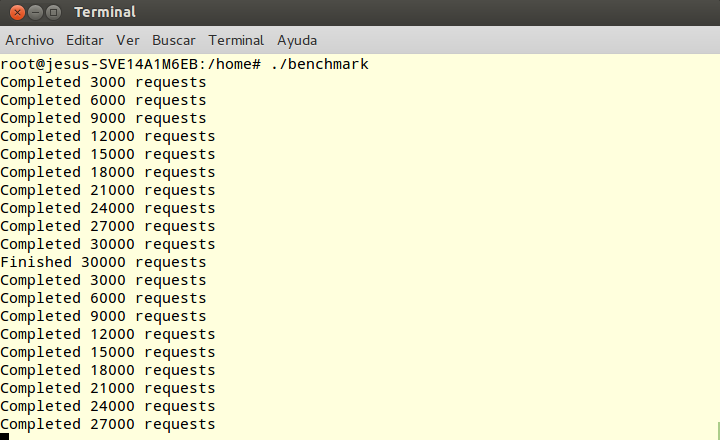 Terminal
Archivo Editar Ver Buscar Terminal Ayuda
root@jesus-SVE14A1M6EB:/home# ./benchmark
Completed 3000 requests
Completed 6000 requests
Completed 9000 requests
Completed 12000 requests
Completed 15000 requests
Completed 18000 requests
Completed 21000 requests
Completed 24000 requests
Completed 27000 requests
Completed 30000 requests
Finished 30000 requests
Completed 3000 requests
Completed 6000 requests
Completed 9000 requests
Completed 12000 requests
Completed 15000 requests
Completed 18000 requests
Completed 21000 requests
Completed 24000 requests
Completed 27000 requests